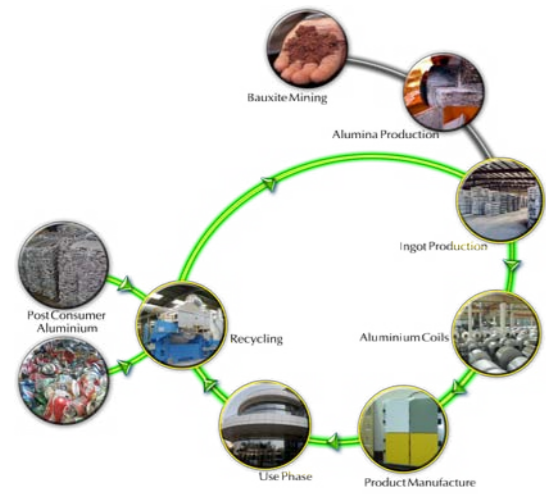 Bauxite Mining
Alumina Production
Ingot Production
Post Consumer
Aluminium
Recycling
Aluminium Coils
Use Phase
Product Manufacture